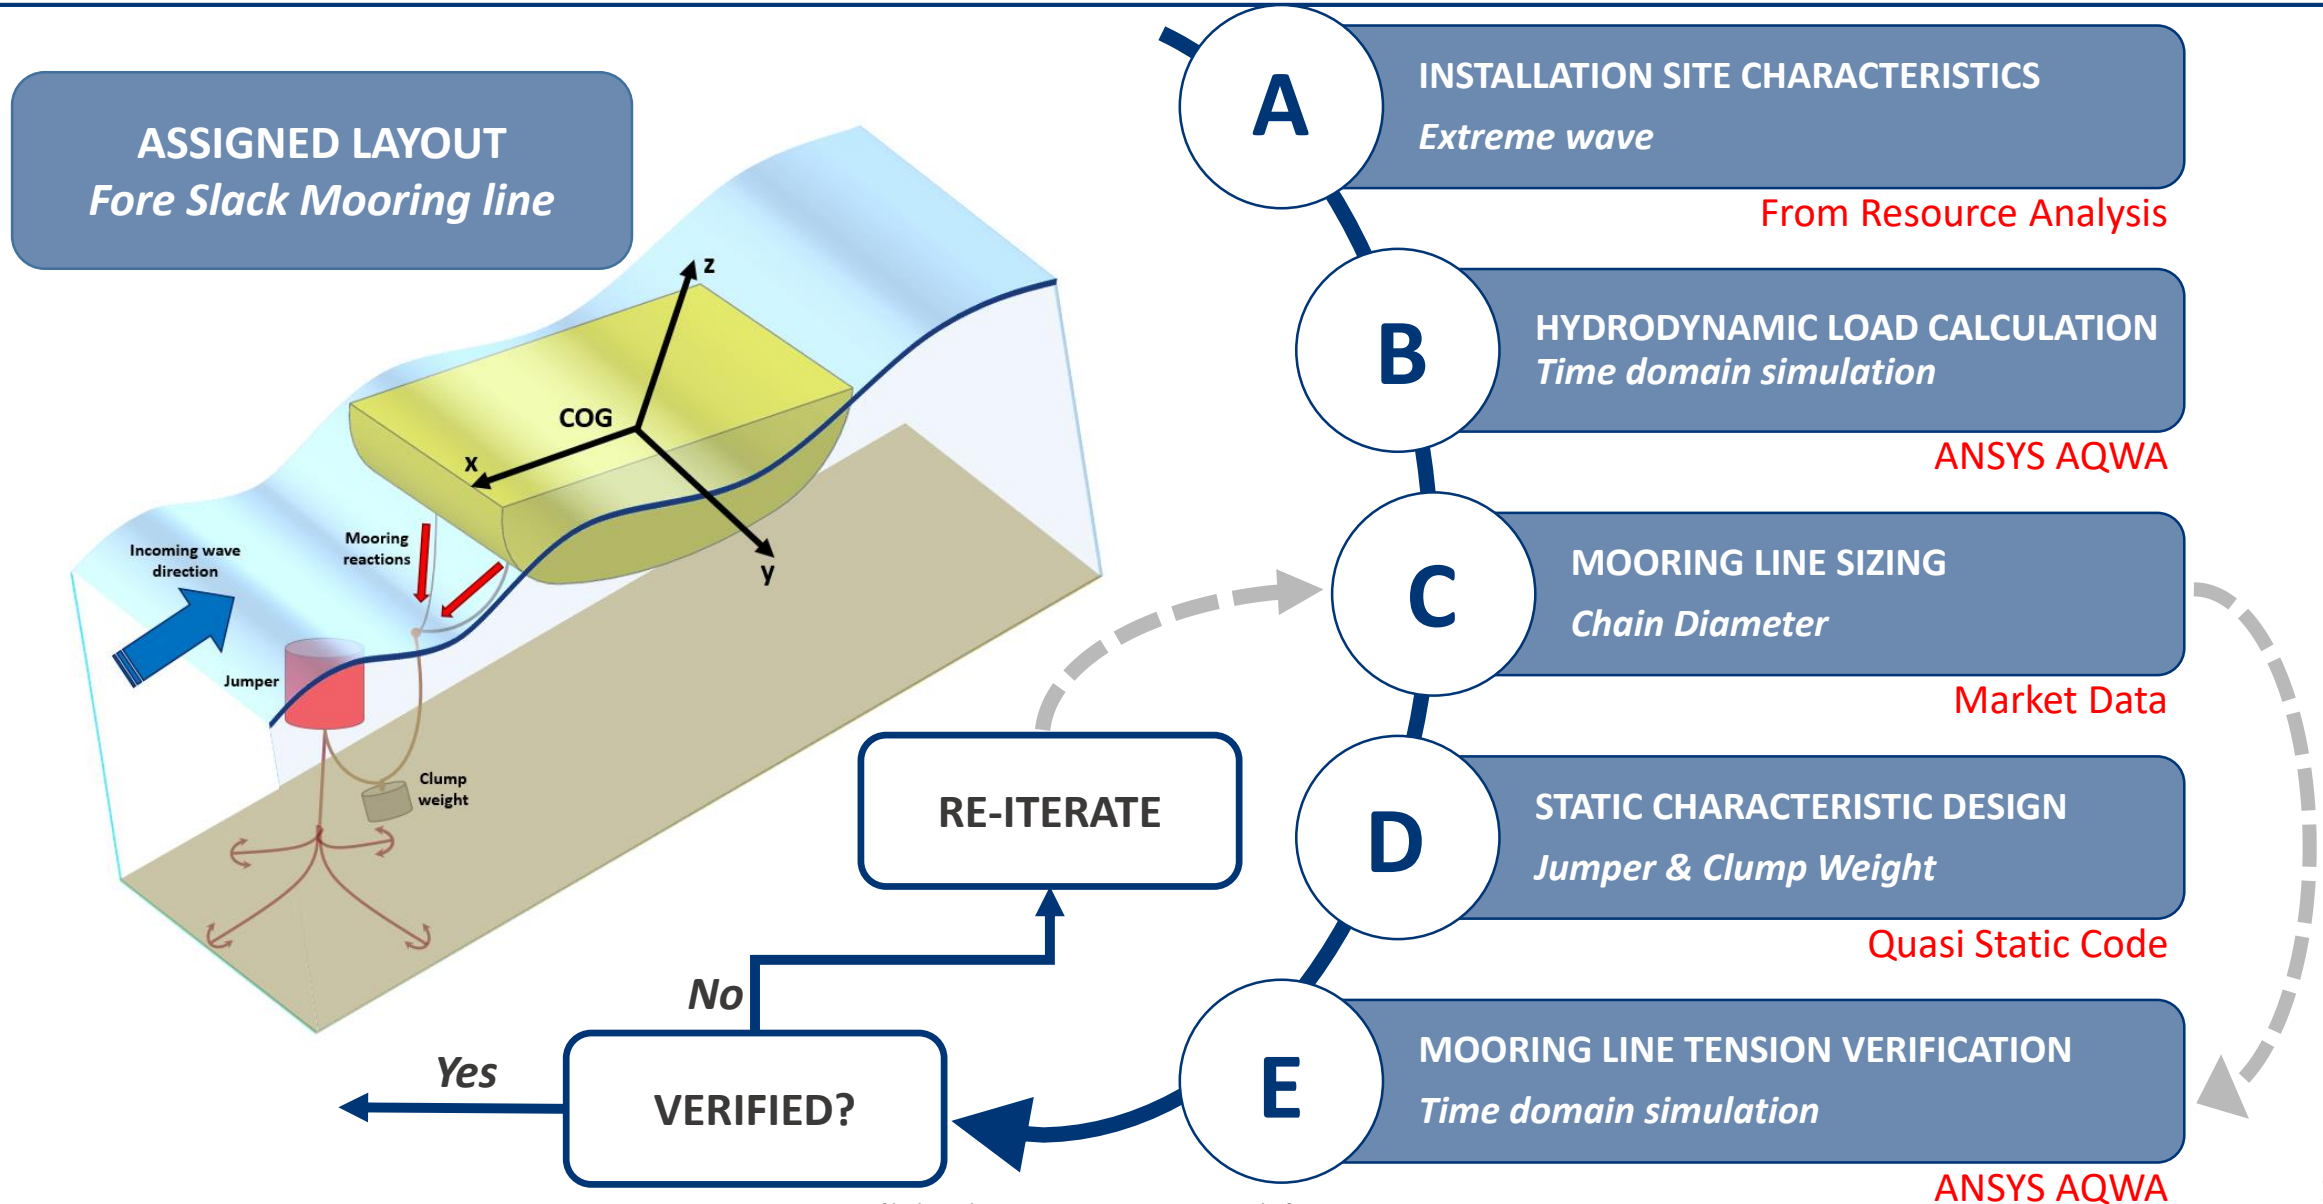 ASSIGNED LAYOUT
Fore Slack Mooring line
z
COG
x
y
Mooring
reactions
Incoming wave
direction
Jumper
Clump
weight
A
INSTALLATION SITE CHARACTERISTICS
Extreme wave
From Resource Analysis
B
HYDRODYNAMIC LOAD CALCULATION
Time domain simulation
ANSYS AQWA
C
MOORING LINE SIZING
Chain Diameter
Market Data
D
STATIC CHARACTERISTIC DESIGN
Jumper & Clump Weight
Quasi Static Code
E
MOORING LINE TENSION VERIFICATION
Time domain simulation
ANSYS AQWA
VERIFIED?
Yes
No
RE-ITERATE